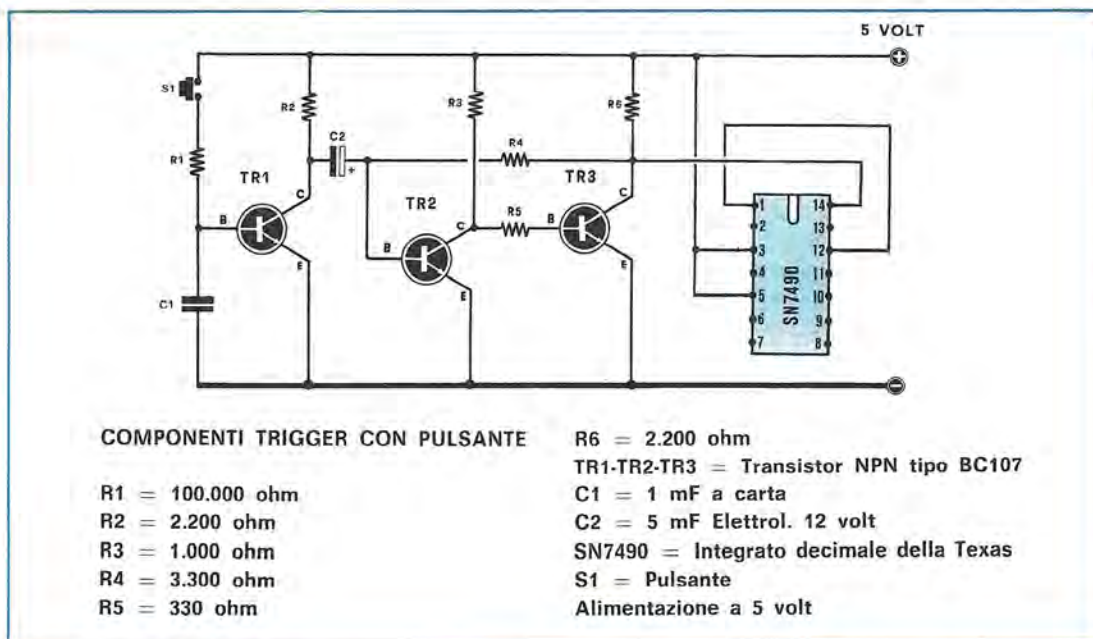 5 VOLT
+
S1
R2
R3
R6
C2
R4
R1
+
TR1
TR2
TR3
C
B
E
C
B
E
R5
C
B
E
C1
1 14
2 13
3 12
4 11
5 10
6 9
7 8
SN7490
−
COMPONENTI TRIGGER CON PULSANTE
R1 = 100.000 ohm
R2 = 2.200 ohm
R3 = 1.000 ohm
R4 = 3.300 ohm
R5 = 330 ohm
R6 = 2.200 ohm
TR1-TR2-TR3 = Transistor NPN tipo BC107
C1 = 1 mF a carta
C2 = 5 mF Elettrol. 12 volt
SN7490 = Integrato decimale della Texas
S1 = Pulsante
Alimentazione a 5 volt